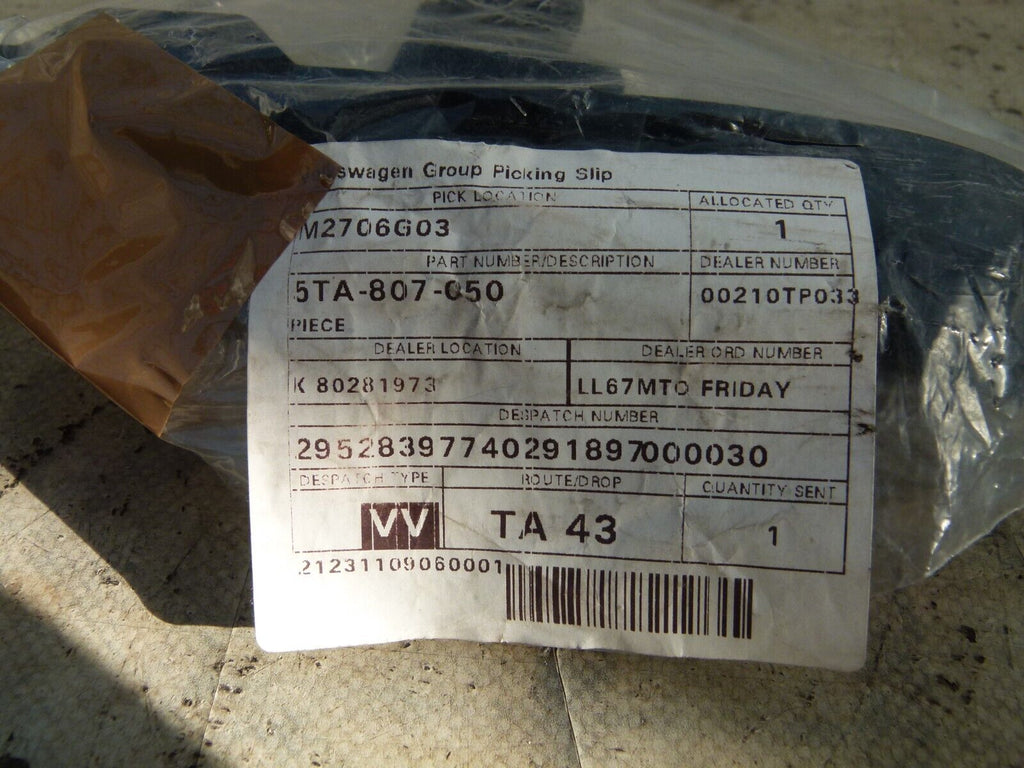 Group Picking Slip
PICK LOCATION ALLOCATED QTY
M2706G03 1
PART NUMBER/DESCRIPTION DEALER NUMBER
5TA-807-050 00210TP033
PIECE
DEALER LOCATION DEALER ORD NUMBER
K 80281973 LL67MTO FRIDAY
DESPATCH NUMBER
29528397740291897000030
DESPATCH TYPE ROUTE/DROP QUANTITY SENT
VV TA 43 1
21231109060001